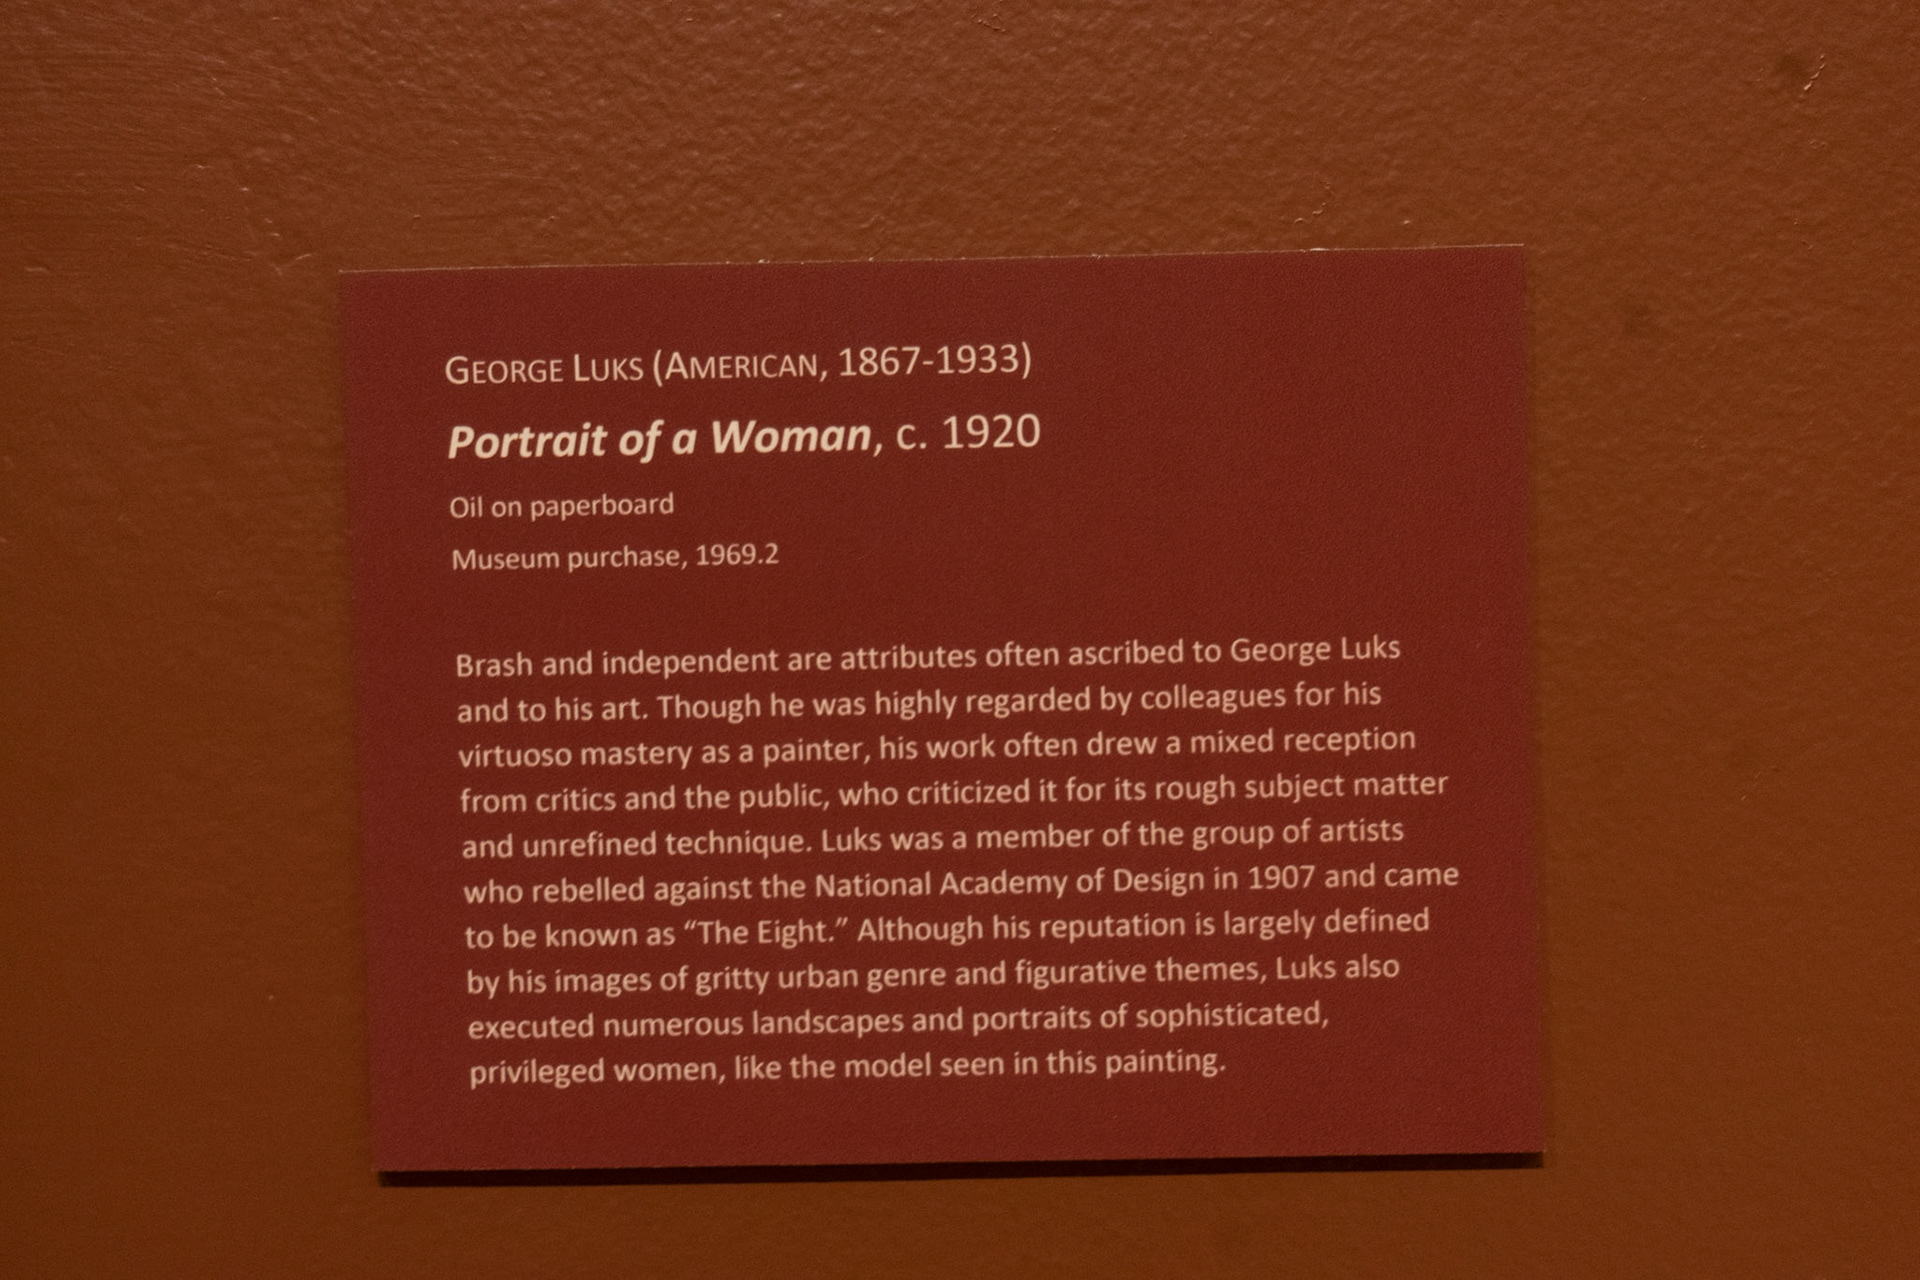 GEORGE LUKS (AMERICAN, 1867-1933)
Portrait of a Woman, c. 1920
Oil on paperboard
Museum purchase, 1969.2
Brash and independent are attributes often ascribed to George Luks
and to his art. Though he was highly regarded by colleagues for his
virtuoso mastery as a painter, his work often drew a mixed reception
from critics and the public, who criticized it for its rough subject matter
and unrefined technique. Luks was a member of the group of artists
who rebelled against the National Academy of Design in 1907 and came
to be known as “The Eight.” Although his reputation is largely defined
by his images of gritty urban genre and figurative themes, Luks also
executed numerous landscapes and portraits of sophisticated,
privileged women, like the model seen in this painting.